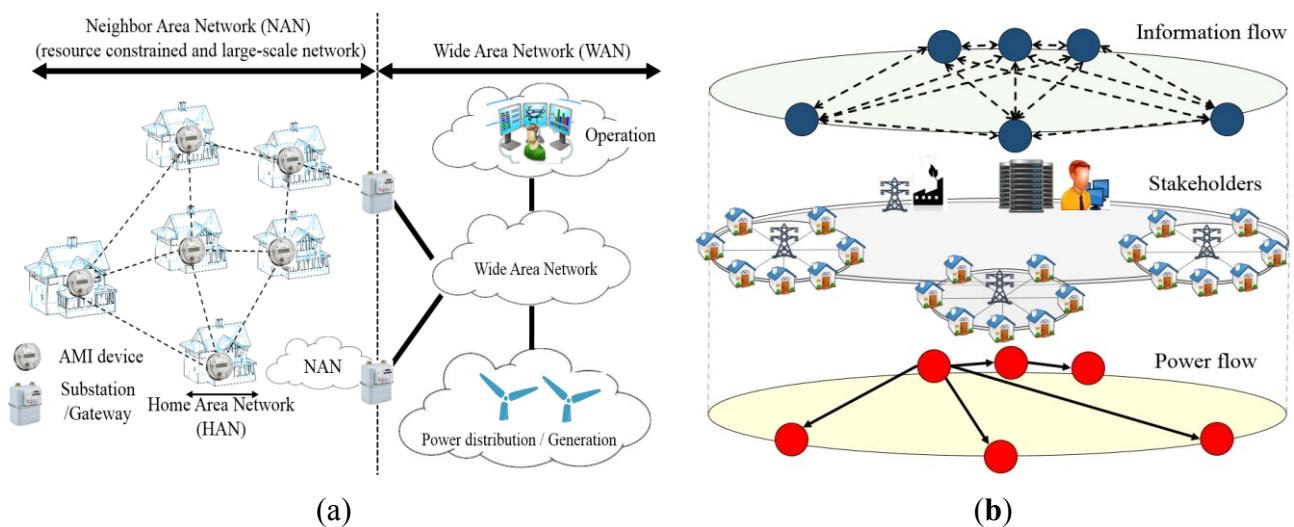 Neighbor Area Network (NAN)
(resource constrained and large-scale network)
Wide Area Network (WAN)
Operation
Wide Area Network
NAN
AMI device
Substation
/Gateway
Home Area Network
(HAN)
Power distribution / Generation
(a)
Information flow
Stakeholders
Power flow
(b)